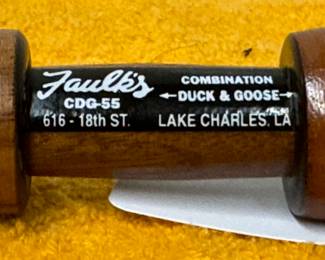 Faulk's
CDG-55
616 - 18th ST.
COMBINATION
←DUCK & GOOSE→
LAKE CHARLES, LA